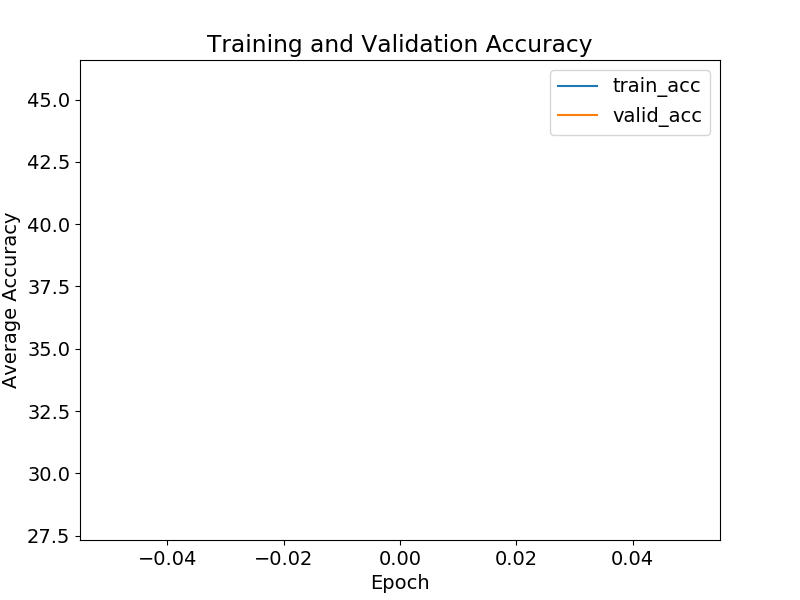 Training and Validation Accuracy
train_acc
valid_acc
Average Accuracy
45.0
42.5
40.0
37.5
35.0
32.5
30.0
27.5
−0.04 −0.02 0.00 0.02 0.04
Epoch